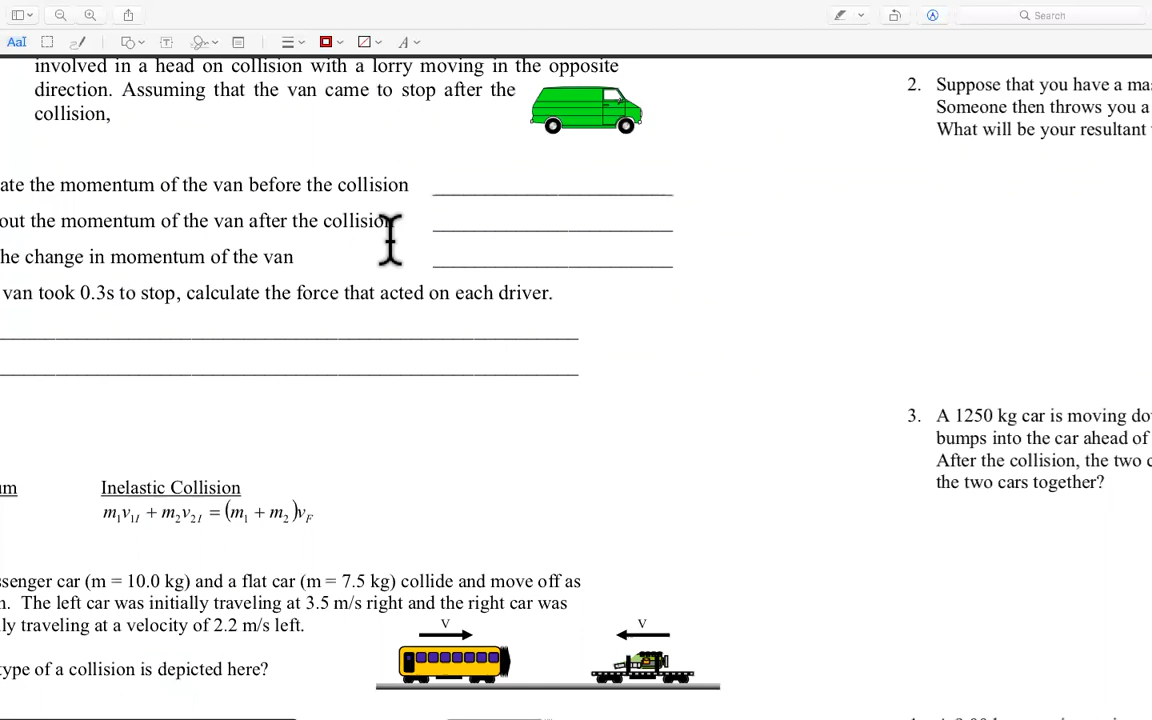 Search
AaI
involved in a head on collision with a lorry moving in the opposite
direction. Assuming that the van came to stop after the
collision,
ate the momentum of the van before the collision
out the momentum of the van after the collision
he change in momentum of the van
van took 0.3s to stop, calculate the force that acted on each driver.
um
Inelastic Collision
m₁v₁I + m₂v₂I = (m₁ + m₂)vF
ssenger car (m = 10.0 kg) and a flat car (m = 7.5 kg) collide and move off as
n. The left car was initially traveling at 3.5 m/s right and the right car was
ly traveling at a velocity of 2.2 m/s left.
V
V
type of a collision is depicted here?
2. Suppose that you have a mas
Someone then throws you a
What will be your resultant
3. A 1250 kg car is moving do
bumps into the car ahead of
After the collision, the two c
the two cars together?